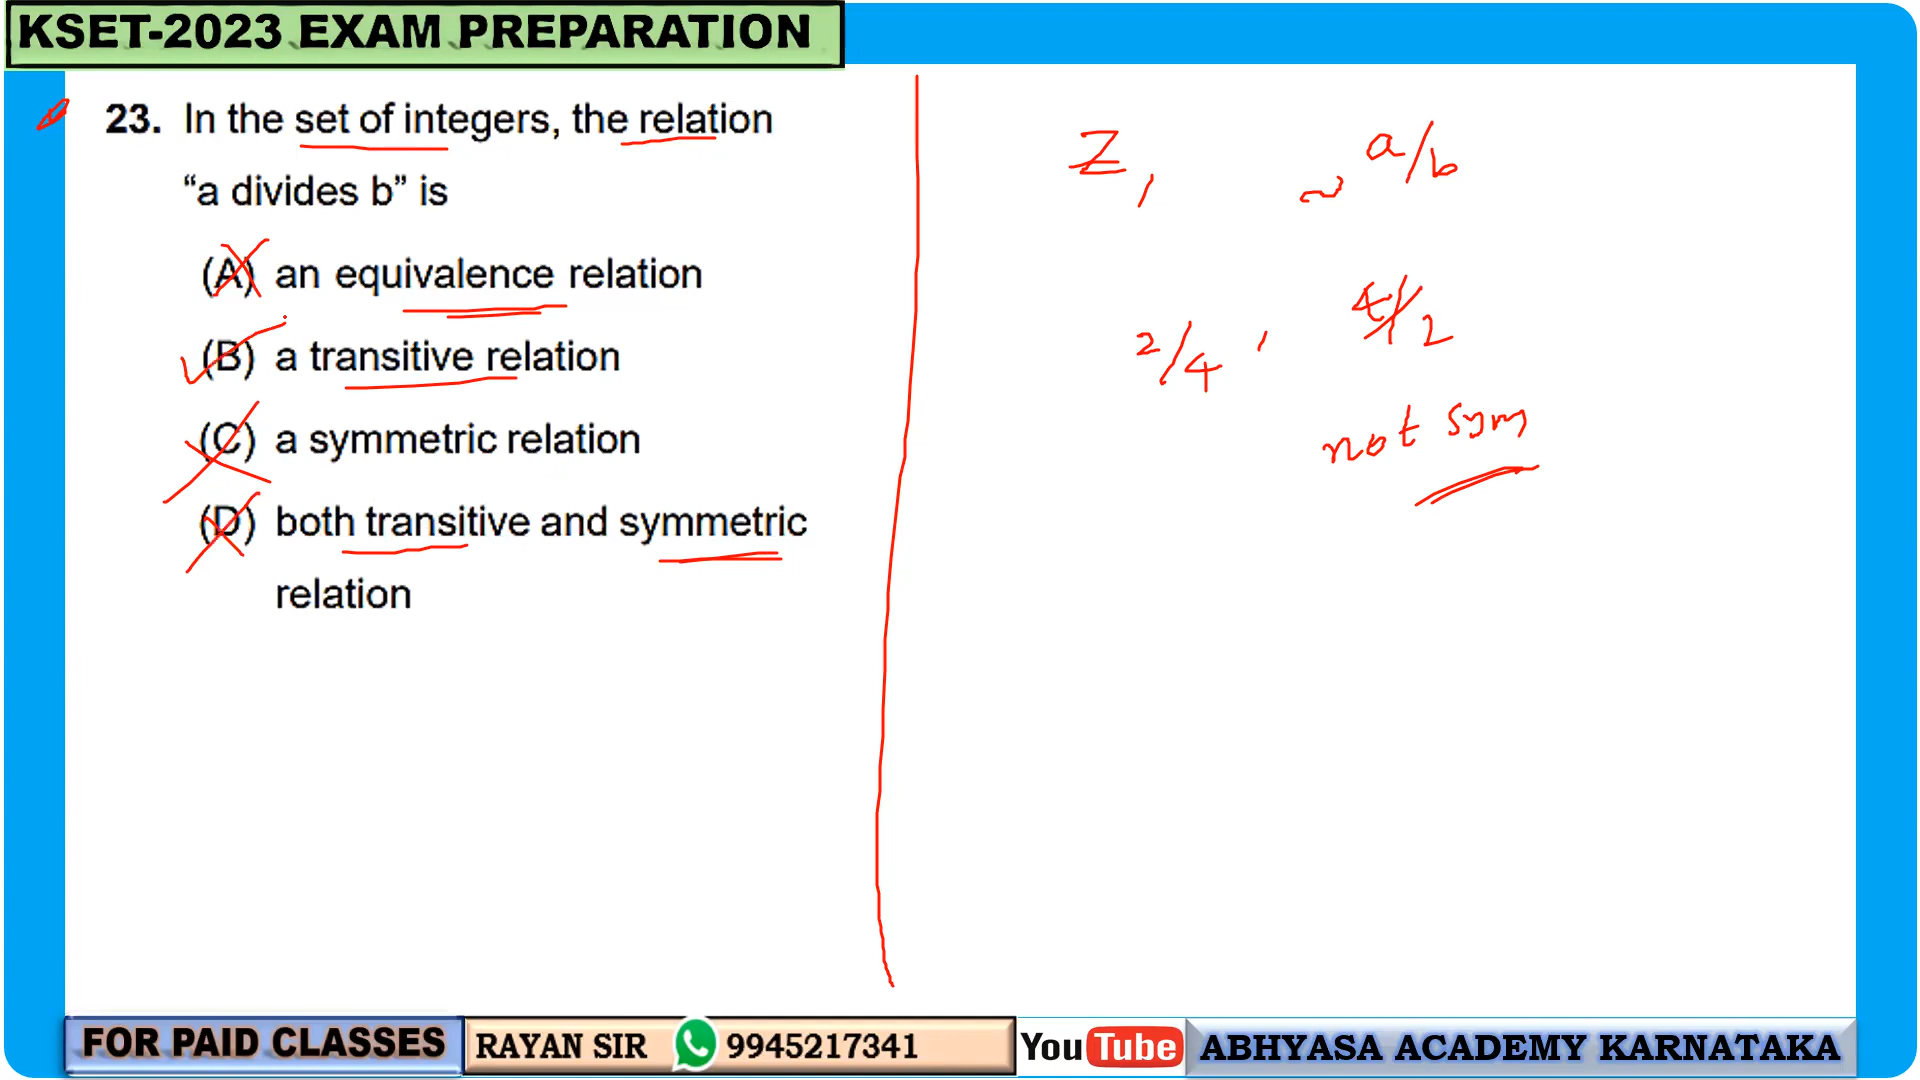 KSET-2023 EXAM PREPARATION
23. In the set of integers, the relation
“a divides b” is
(A) an equivalence relation
(B) a transitive relation
(C) a symmetric relation
(D) both transitive and symmetric
relation
Z, ~ a/b
2/4, 4/2
not sym
FOR PAID CLASSES RAYAN SIR 9945217341 YouTube ABHYASA ACADEMY KARNATAKA